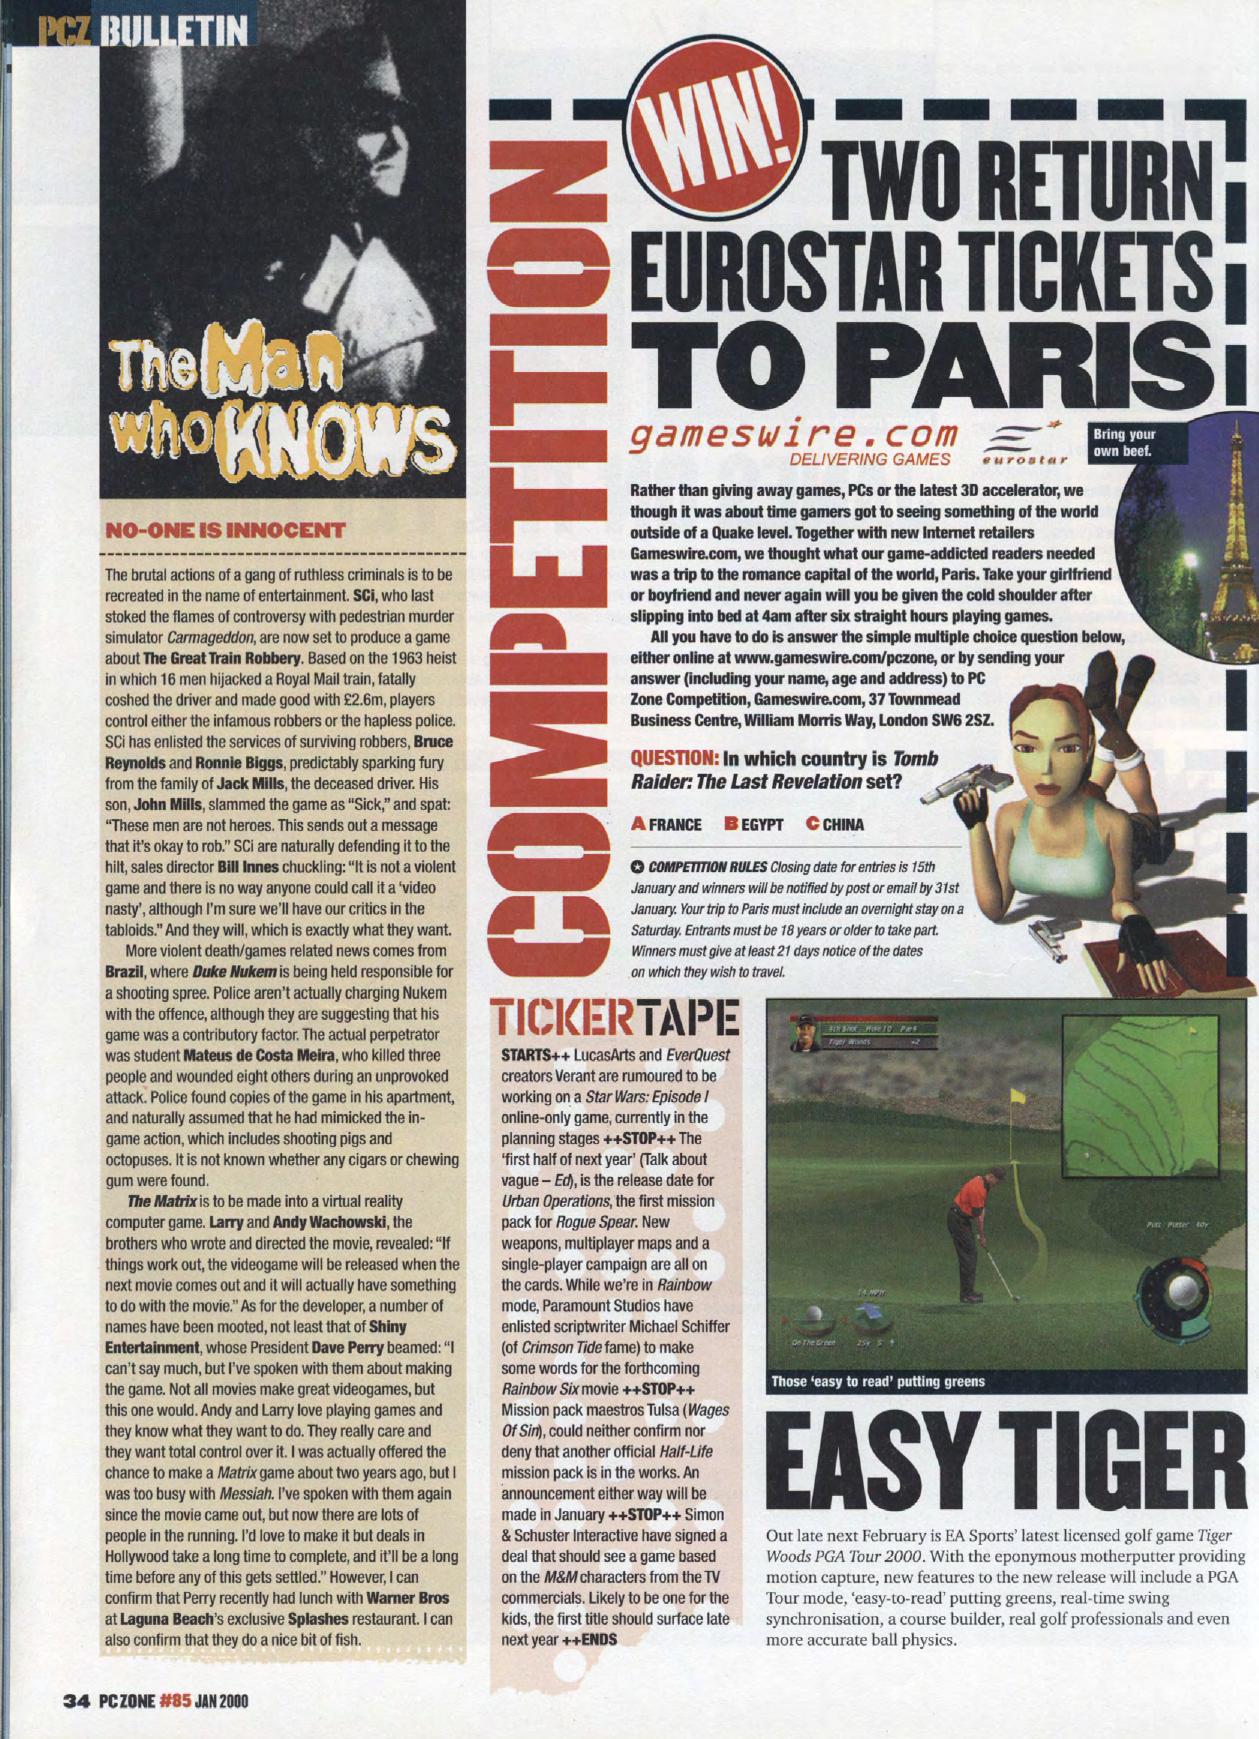 PCZ BULLETIN
The Man
who KNOWS
NO-ONE IS INNOCENT
The brutal actions of a gang of ruthless criminals is to be
recreated in the name of entertainment. SCi, who last
stoked the flames of controversy with pedestrian murder
simulator Carmageddon, are now set to produce a game
about The Great Train Robbery. Based on the 1963 heist
in which 16 men hijacked a Royal Mail train, fatally
coshed the driver and made good with £2.6m, players
control either the infamous robbers or the hapless police.
SCi has enlisted the services of surviving robbers, Bruce
Reynolds and Ronnie Biggs, predictably sparking fury
from the family of Jack Mills, the deceased driver. His
son, John Mills, slammed the game as "Sick," and spat:
"These men are not heroes. This sends out a message
that it's okay to rob." SCi are naturally defending it to the
hilt, sales director Bill Innes chuckling: "It is not a violent
game and there is no way anyone could call it a 'video
nasty', although I'm sure we'll have our critics in the
tabloids." And they will, which is exactly what they want.
More violent death/games related news comes from
Brazil, where Duke Nukem is being held responsible for
a shooting spree. Police aren't actually charging Nukem
with the offence, although they are suggesting that his
game was a contributory factor. The actual perpetrator
was student Mateus de Costa Meira, who killed three
people and wounded eight others during an unprovoked
attack. Police found copies of the game in his apartment,
and naturally assumed that he had mimicked the in-
game action, which includes shooting pigs and
octopuses. It is not known whether any cigars or chewing
gum were found.
The Matrix is to be made into a virtual reality
computer game. Larry and Andy Wachowski, the
brothers who wrote and directed the movie, revealed: "If
things work out, the videogame will be released when the
next movie comes out and it will actually have something
to do with the movie." As for the developer, a number of
names have been mooted, not least that of Shiny
Entertainment, whose President Dave Perry beamed: "I
can't say much, but I've spoken with them about making
the game. Not all movies make great videogames, but
this one would. Andy and Larry love playing games and
they know what they want to do. They really care and
they want total control over it. I was actually offered the
chance to make a Matrix game about two years ago, but I
was too busy with Messiah. I've spoken with them again
since the movie came out, but now there are lots of
people in the running. I'd love to make it but deals in
Hollywood take a long time to complete, and it'll be a long
time before any of this gets settled." However, I can
confirm that Perry recently had lunch with Warner Bros
at Laguna Beach's exclusive Splashes restaurant. I can
also confirm that they do a nice bit of fish.
COMPETITION
WIN!
TWO RETURN
EUROSTAR TICKETS
TO PARIS
gameswire.com
DELIVERING GAMES
eurostar
Bring your
own beef.
Rather than giving away games, PCs or the latest 3D accelerator, we
though it was about time gamers got to seeing something of the world
outside of a Quake level. Together with new Internet retailers
Gameswire.com, we thought what our game-addicted readers needed
was a trip to the romance capital of the world, Paris. Take your girlfriend
or boyfriend and never again will you be given the cold shoulder after
slipping into bed at 4am after six straight hours playing games.
All you have to do is answer the simple multiple choice question below,
either online at www.gameswire.com/pczone, or by sending your
answer (including your name, age and address) to PC
Zone Competition, Gameswire.com, 37 Townmead
Business Centre, William Morris Way, London SW6 2SZ.
QUESTION: In which country is Tomb
Raider: The Last Revelation set?
A FRANCE B EGYPT C CHINA
COMPETITION RULES Closing date for entries is 15th
January and winners will be notified by post or email by 31st
January. Your trip to Paris must include an overnight stay on a
Saturday. Entrants must be 18 years or older to take part.
Winners must give at least 21 days notice of the dates
on which they wish to travel.
TICKERTAPE
STARTS++ LucasArts and EverQuest
creators Verant are rumoured to be
working on a Star Wars: Episode I
online-only game, currently in the
planning stages ++STOP++ The
'first half of next year' (Talk about
vague – Ed), is the release date for
Urban Operations, the first mission
pack for Rogue Spear. New
weapons, multiplayer maps and a
single-player campaign are all on
the cards. While we're in Rainbow
mode, Paramount Studios have
enlisted scriptwriter Michael Schiffer
(of Crimson Tide fame) to make
some words for the forthcoming
Rainbow Six movie ++STOP++
Mission pack maestros Tulsa (Wages
Of Sin), could neither confirm nor
deny that another official Half-Life
mission pack is in the works. An
announcement either way will be
made in January ++STOP++ Simon
& Schuster Interactive have signed a
deal that should see a game based
on the M&M characters from the TV
commercials. Likely to be one for the
kids, the first title should surface late
next year ++ENDS
4th Shot Hole 10 Par 4
Tiger Woods +2
Putt Putter
14 MPH
On The Green
Those 'easy to read' putting greens
EASY TIGER
Out late next February is EA Sports' latest licensed golf game Tiger
Woods PGA Tour 2000. With the eponymous motherputter providing
motion capture, new features to the new release will include a PGA
Tour mode, 'easy-to-read' putting greens, real-time swing
synchronisation, a course builder, real golf professionals and even
more accurate ball physics.
34 PC ZONE #85 JAN 2000